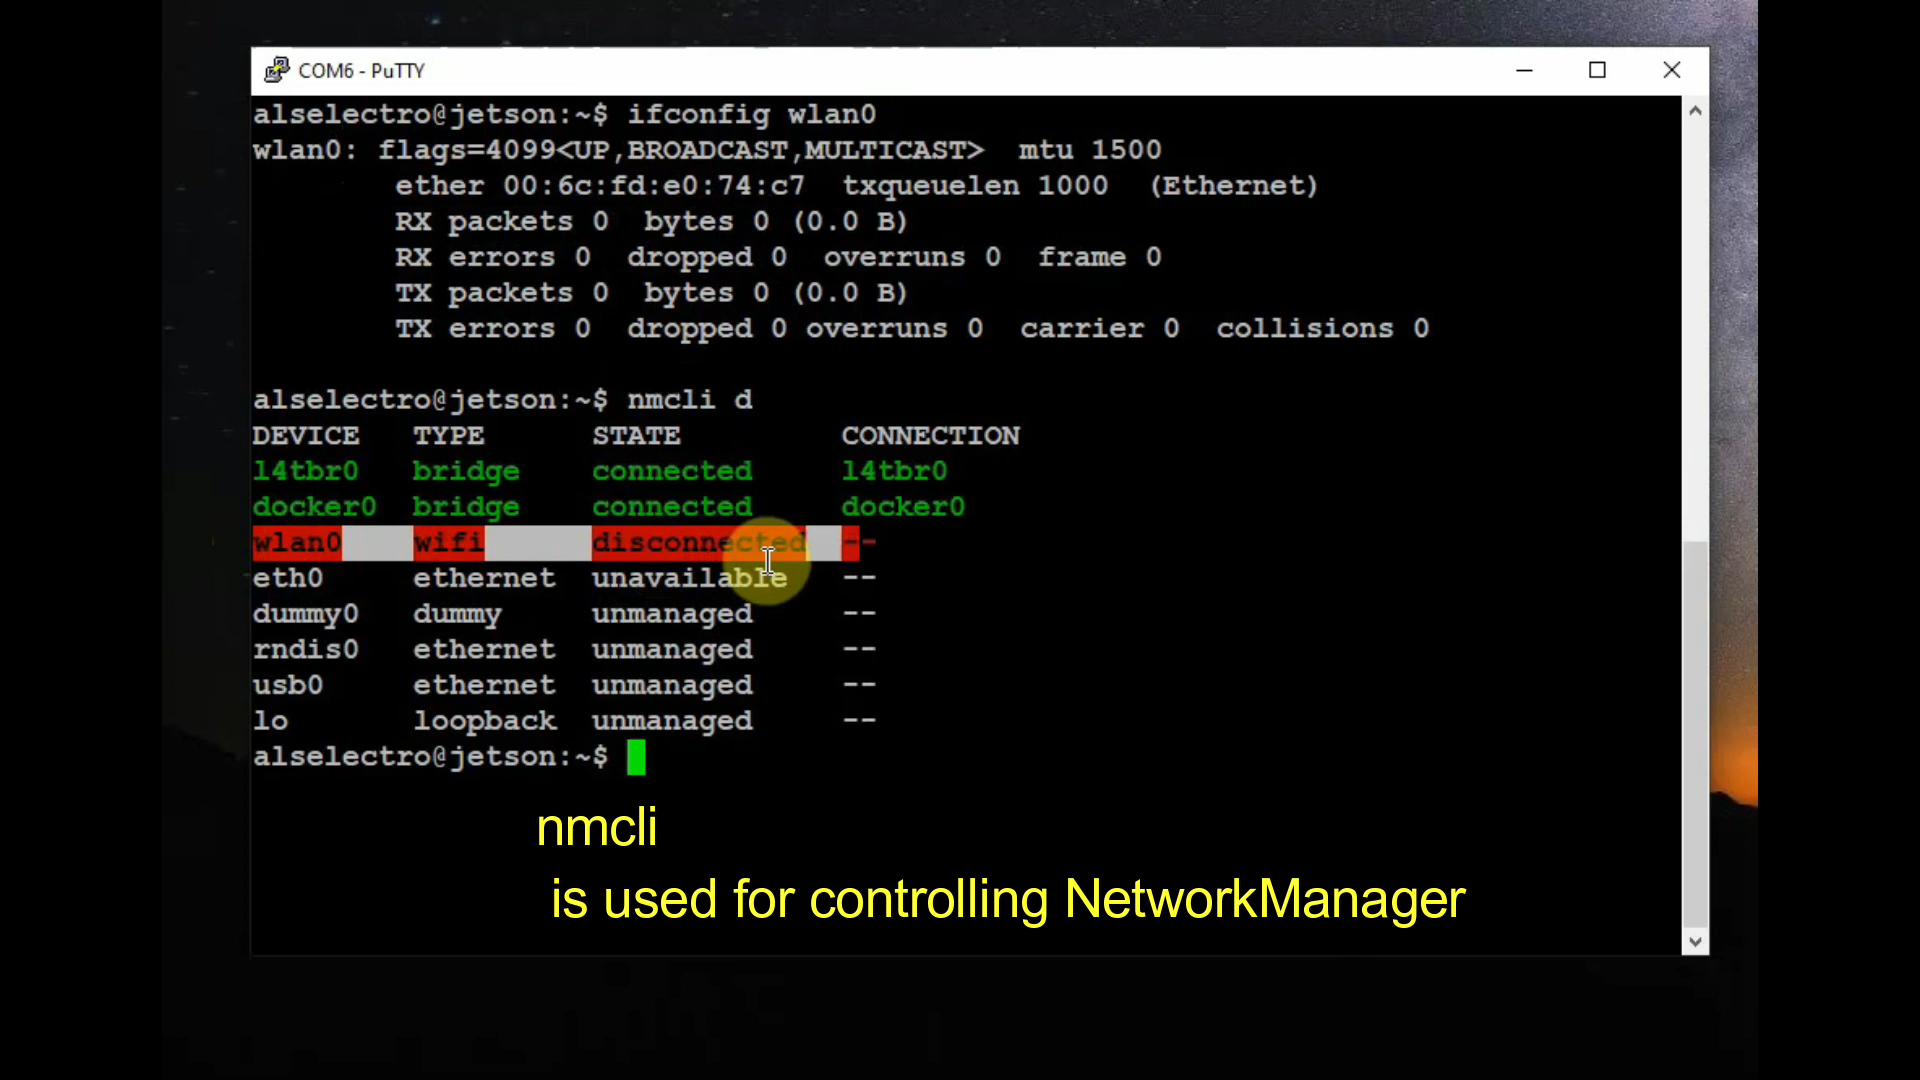 COM6 - PuTTY
alselectro@jetson:~$ ifconfig wlan0
wlan0: flags=4099<UP,BROADCAST,MULTICAST>  mtu 1500
        ether 00:6c:fd:e0:74:c7  txqueuelen 1000  (Ethernet)
        RX packets 0  bytes 0 (0.0 B)
        RX errors 0  dropped 0  overruns 0  frame 0
        TX packets 0  bytes 0 (0.0 B)
        TX errors 0  dropped 0 overruns 0  carrier 0  collisions 0
alselectro@jetson:~$ nmcli d
DEVICE   TYPE      STATE         CONNECTION
l4tbr0   bridge    connected     l4tbr0
docker0  bridge    connected     docker0
wlan0    wifi      disconnected  --
eth0     ethernet  unavailable   --
dummy0   dummy     unmanaged     --
rndis0   ethernet  unmanaged     --
usb0     ethernet  unmanaged     --
lo       loopback  unmanaged     --
alselectro@jetson:~$
nmcli
is used for controlling NetworkManager